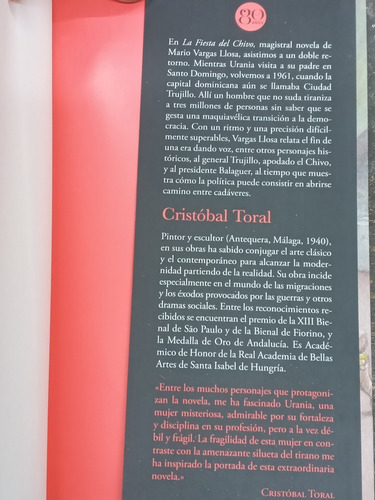 30
AÑOS
En La Fiesta del Chivo, magistral novela de
Mario Vargas Llosa, asistimos a un doble re-
torno. Mientras Urania visita a su padre en
Santo Domingo, volvemos a 1961, cuando la
capital dominicana aún se llamaba Ciudad
Trujillo. Allí un hombre que no suda tiraniza
a tres millones de personas sin saber que se
gesta una maquiavélica transición a la demo-
cracia. Con un ritmo y una precisión difícil-
mente superables, Vargas Llosa relata el fin de
una era dando voz, entre otros personajes his-
tóricos, al general Trujillo, apodado el Chivo,
y al presidente Balaguer, al tiempo que mues-
tra cómo la política puede consistir en abrirse
camino entre cadáveres.
Cristóbal Toral
Pintor y escultor (Antequera, Málaga, 1940),
en sus obras ha sabido conjugar el arte clásico
y el contemporáneo para alcanzar la moder-
nidad partiendo de la realidad. Su obra incide
especialmente en el mundo de las migraciones
y los éxodos provocados por las guerras y otros
dramas sociales. Entre los reconocimientos re-
cibidos se encuentran el premio de la XIII Bie-
nal de São Paulo y de la Bienal de Fiorino, y
la Medalla de Oro de Andalucía. Es Acadé-
mico de Honor de la Real Academia de Bellas
Artes de Santa Isabel de Hungría.
«Entre los muchos personajes que protagoni-
zan la novela, me ha fascinado Urania, una
mujer misteriosa, admirable por su fortaleza
y disciplina en su profesión, pero a la vez dé-
bil y frágil. La fragilidad de esta mujer en con-
traste con la amenazante silueta del tirano me
ha inspirado la portada de esta extraordinaria
novela.»
CRISTÓBAL TORAL